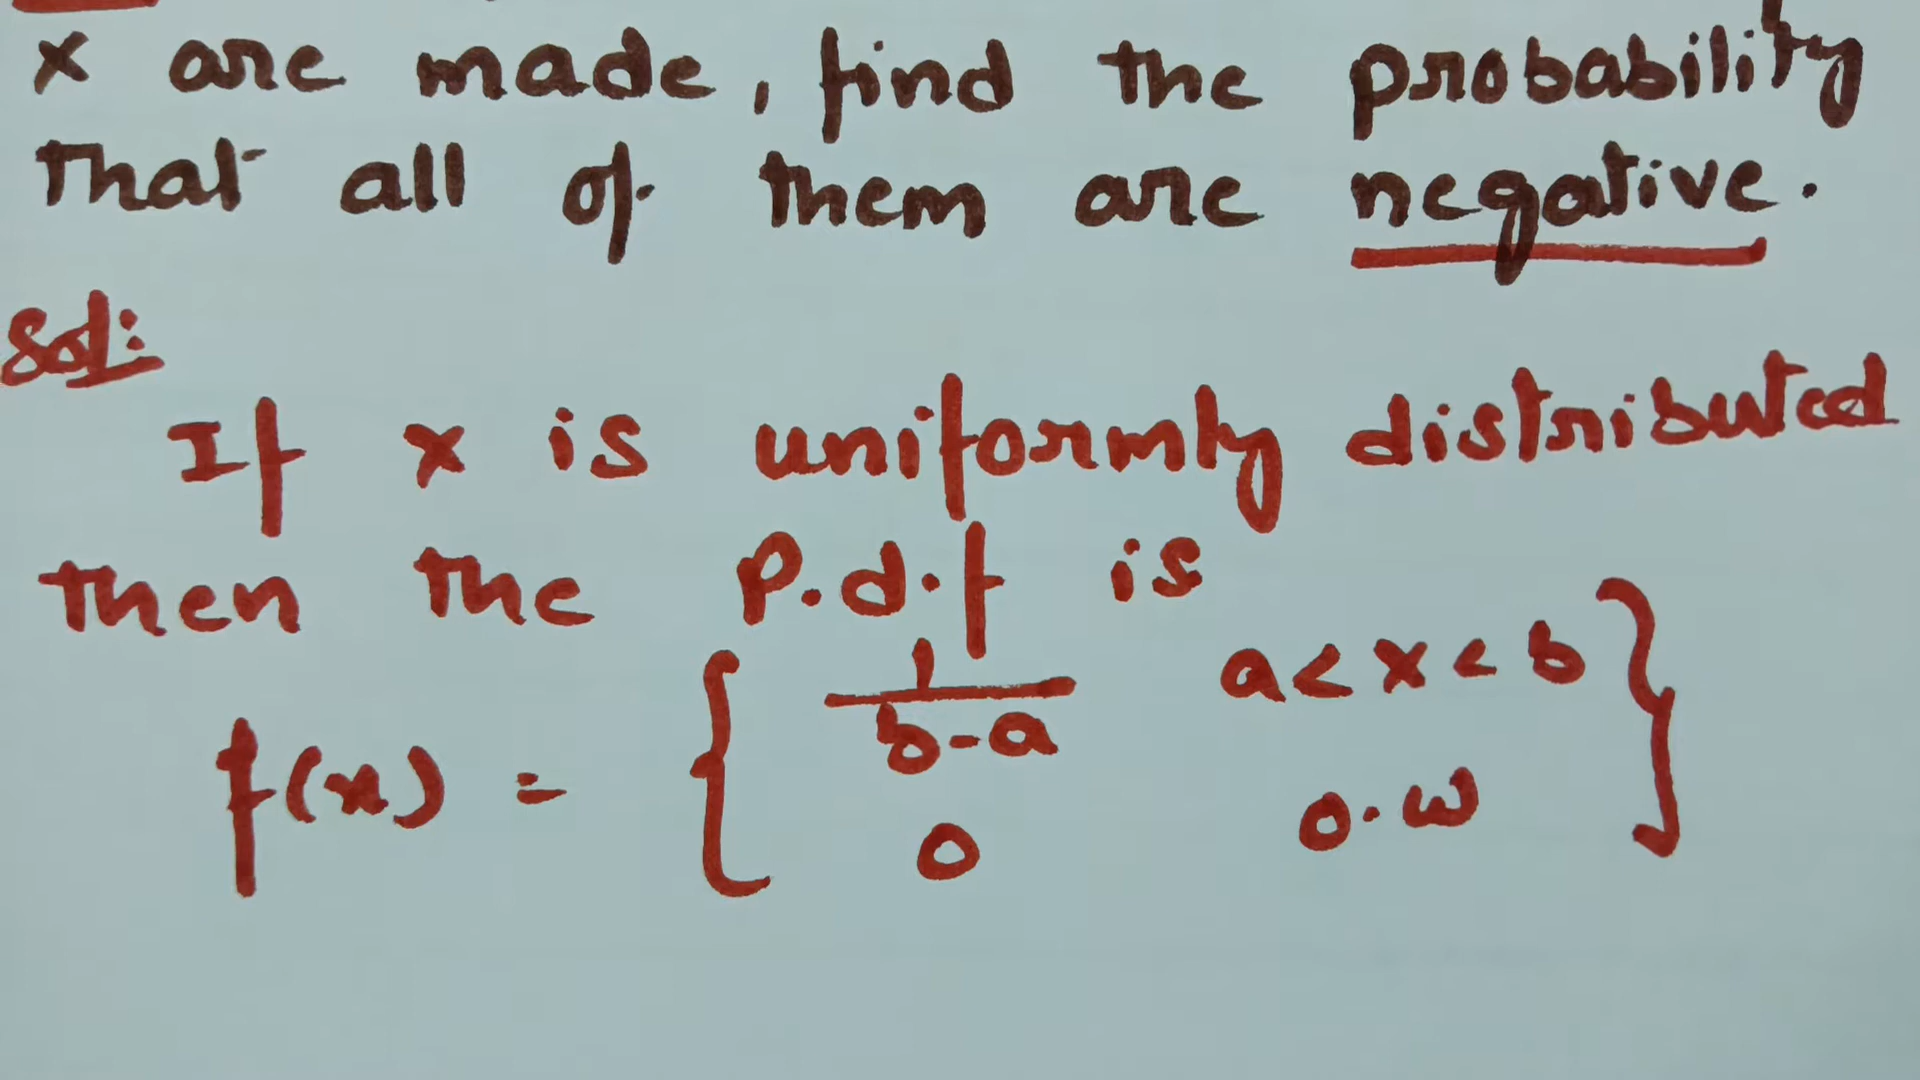 x are made, find the probability
that all of them are negative.
Sol:
If x is uniformly distributed
then the p.d.f is
f(x) = { 1/(b-a) a<x<b }
0 o.w